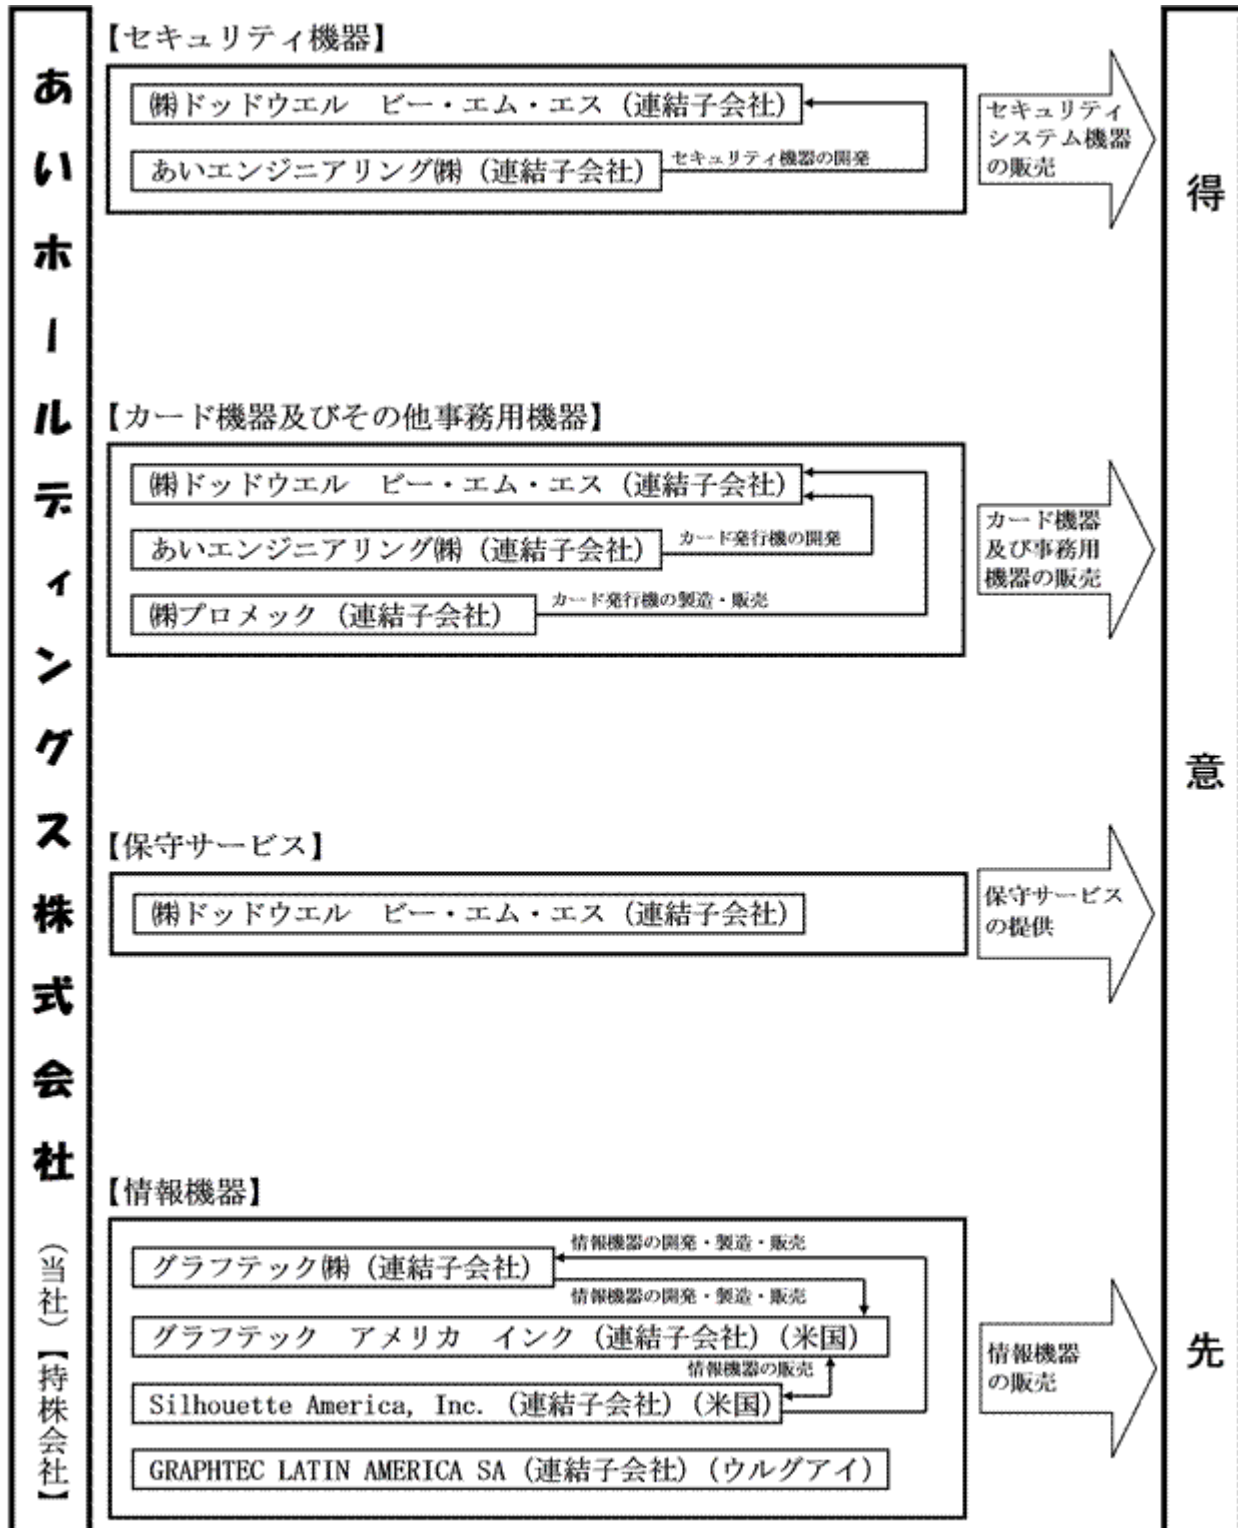 あいホールディングス株式会社（当社）【持株会社】
【セキュリティ機器】
㈱ドッドウエル　ビー・エム・エス（連結子会社）
あいエンジニアリング㈱（連結子会社）
セキュリティ機器の開発
セキュリティ
システム機器
の販売
【カード機器及びその他事務用機器】
㈱ドッドウエル　ビー・エム・エス（連結子会社）
あいエンジニアリング㈱（連結子会社）
カード発行機の開発
㈱プロメック（連結子会社）
カード発行機の製造・販売
カード機器
及び事務用
機器の販売
【保守サービス】
㈱ドッドウエル　ビー・エム・エス（連結子会社）
保守サービス
の提供
【情報機器】
情報機器の開発・製造・販売
グラフテック㈱（連結子会社）
情報機器の開発・製造・販売
グラフテック　アメリカ　インク（連結子会社）（米国）
情報機器の販売
Silhouette America, Inc.（連結子会社）（米国）
GRAPHTEC LATIN AMERICA SA（連結子会社）（ウルグアイ）
情報機器
の販売
得意先